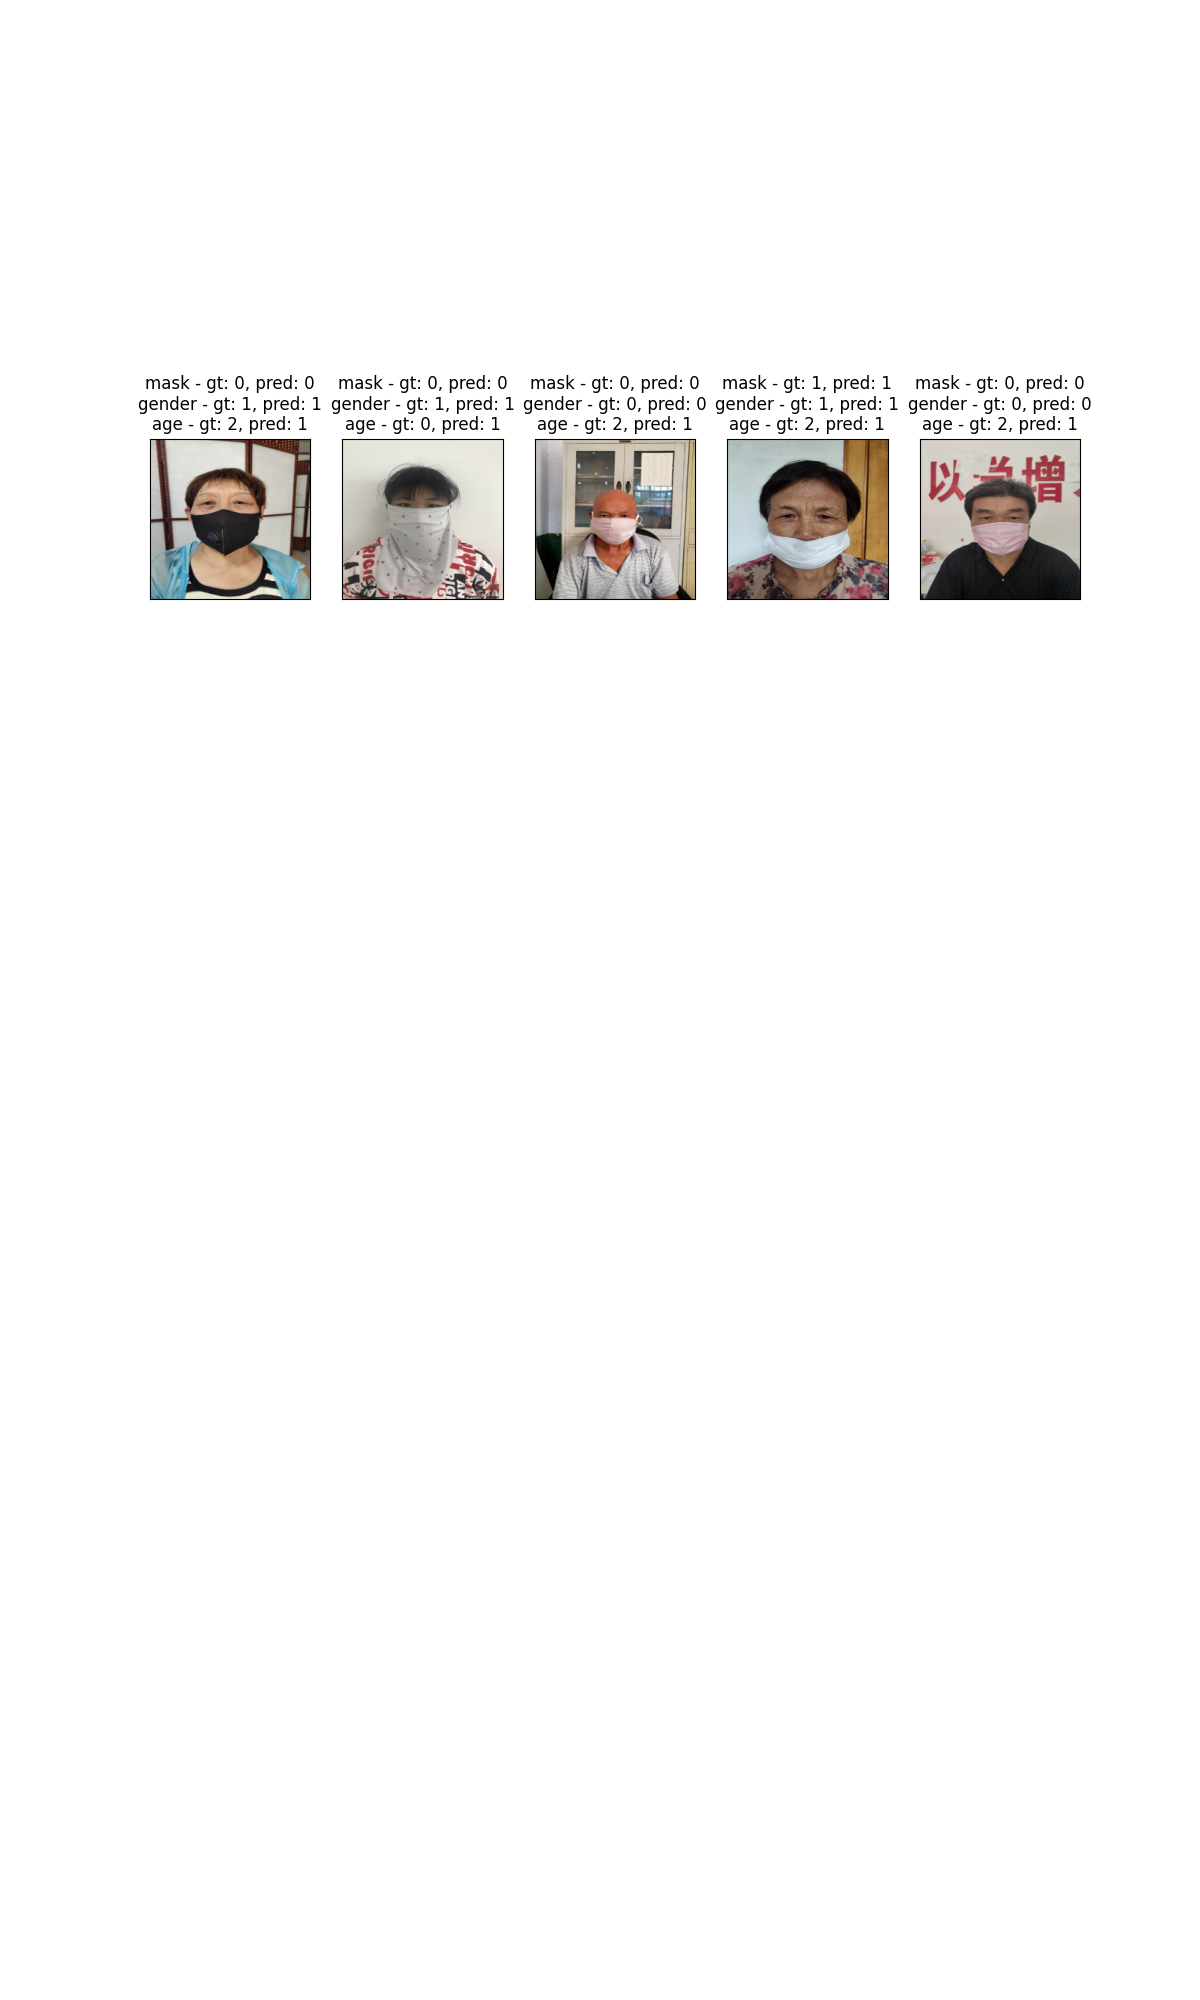 mask - gt: 0, pred: 0
gender - gt: 1, pred: 1
age - gt: 2, pred: 1
mask - gt: 0, pred: 0
gender - gt: 1, pred: 1
age - gt: 0, pred: 1
mask - gt: 0, pred: 0
gender - gt: 0, pred: 0
age - gt: 2, pred: 1
mask - gt: 1, pred: 1
gender - gt: 1, pred: 1
age - gt: 2, pred: 1
mask - gt: 0, pred: 0
gender - gt: 0, pred: 0
age - gt: 2, pred: 1
以 增